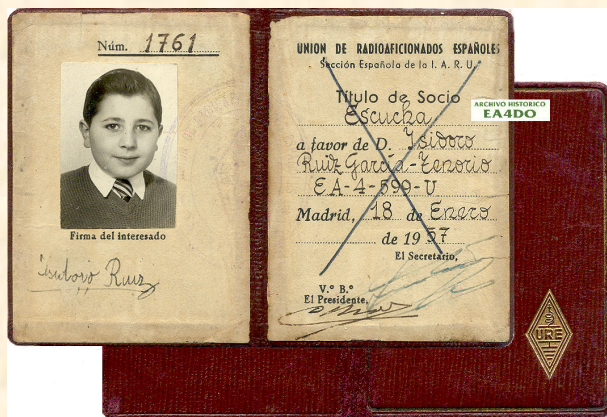 Núm. 1761
Firma del interesado
Isidoro Ruiz
UNION DE RADIOAFICIONADOS ESPAÑOLES
Sección Española de la I. A. R. U.
Título de Socio
Escucha
a favor de D. Isidoro
Ruiz García-Tenorio
EA-4-599-U
Madrid, 18 de Enero
de 1957
El Secretario,
V.º B.º
El Presidente,
ARCHIVO HISTORICO
EA4DO
URE